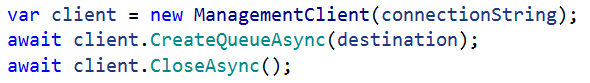 var client = new ManagementClient(connectionString);
await client.CreateQueueAsync(destination);
await client.CloseAsync();